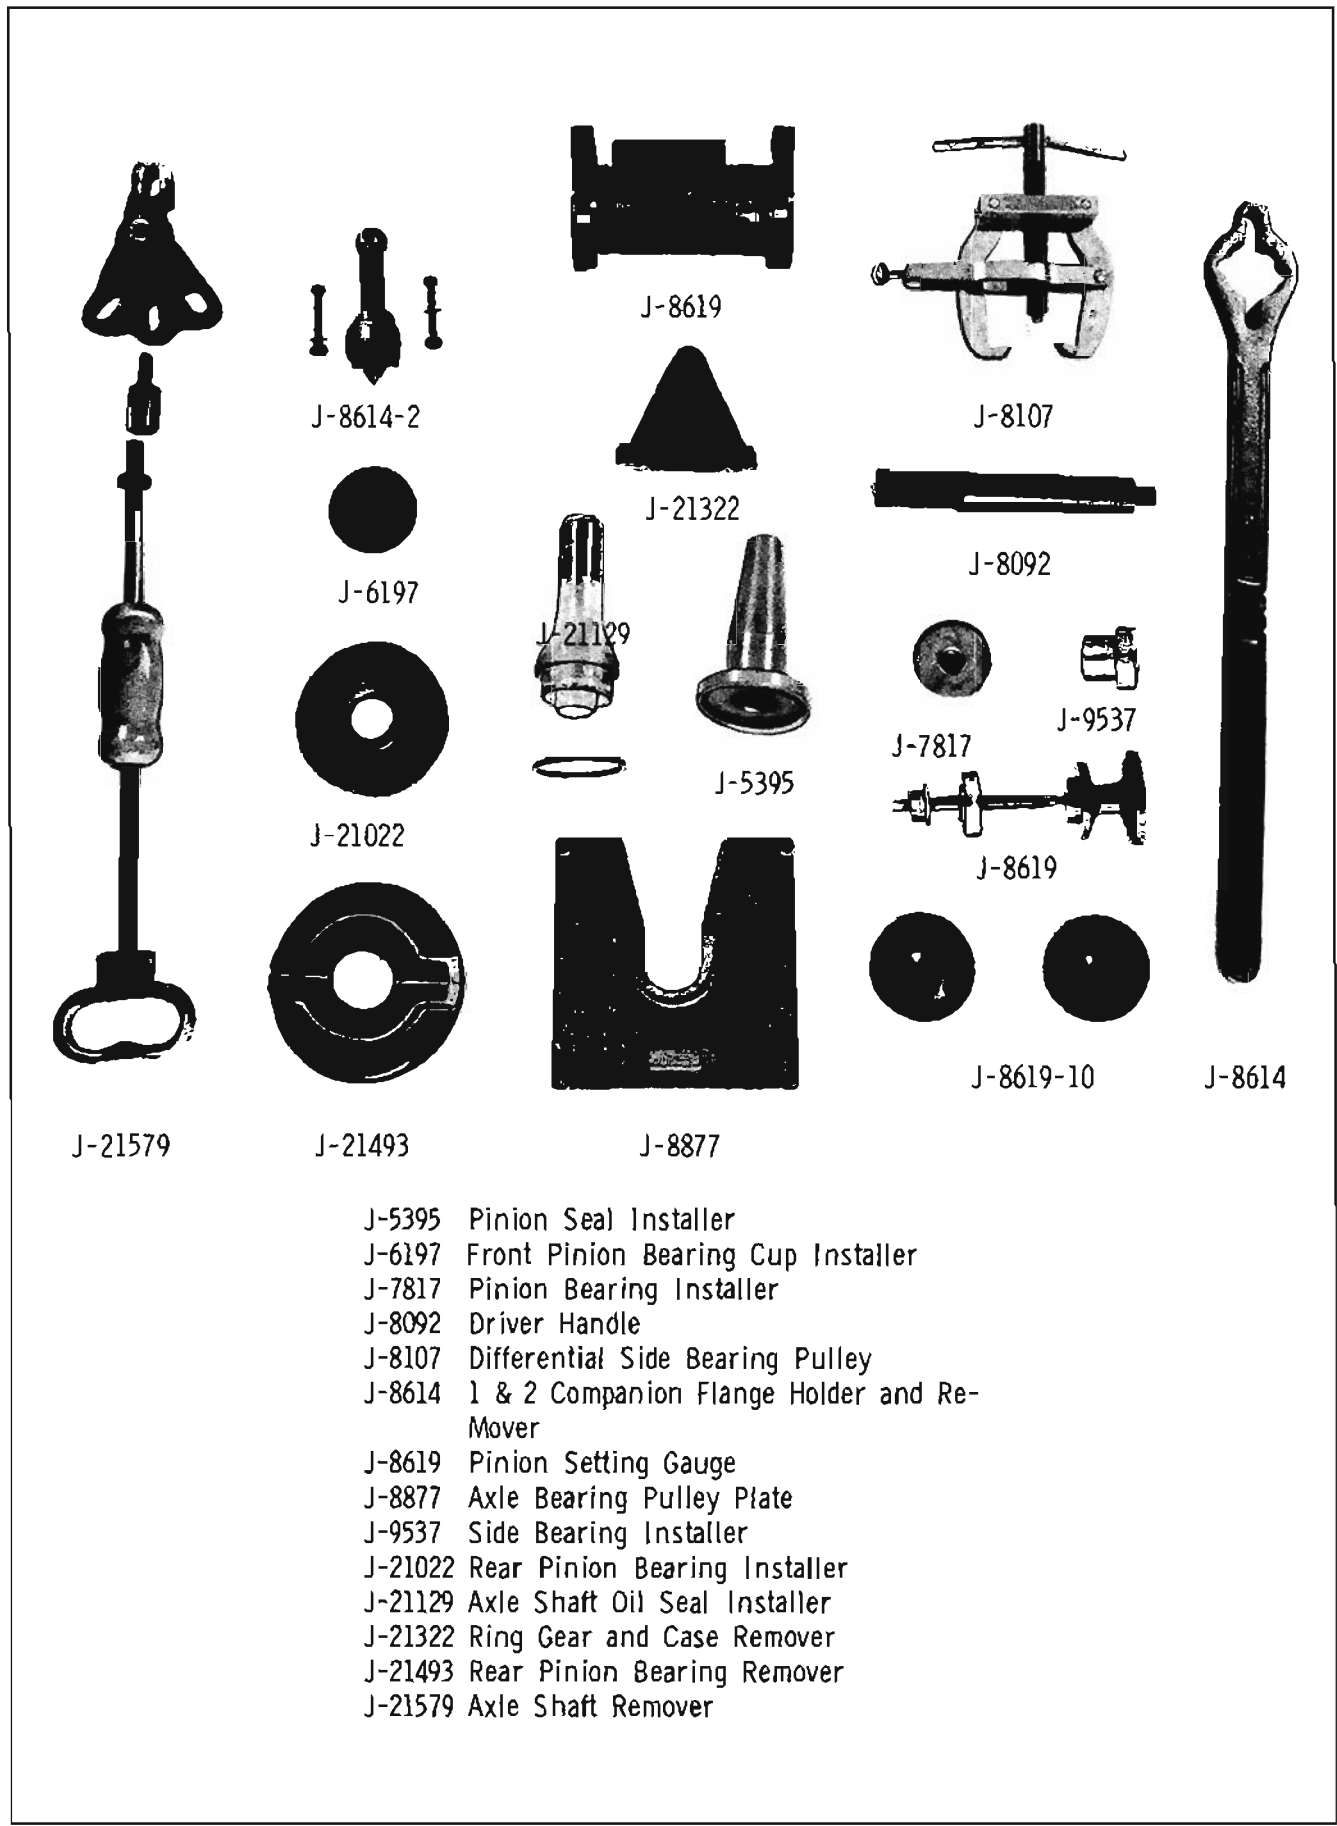 J-8619
J-8614-2
J-8107
J-21322
J-6197
J-8092
J-21129
J-9537
J-7817
J-5395
J-21022
J-8619
J-8619-10
J-8614
J-21579
J-21493
J-8877
J-5395 Pinion Seal Installer
J-6197 Front Pinion Bearing Cup Installer
J-7817 Pinion Bearing Installer
J-8092 Driver Handle
J-8107 Differential Side Bearing Pulley
J-8614 1 & 2 Companion Flange Holder and Re-
Mover
J-8619 Pinion Setting Gauge
J-8877 Axle Bearing Pulley Plate
J-9537 Side Bearing Installer
J-21022 Rear Pinion Bearing Installer
J-21129 Axle Shaft Oil Seal Installer
J-21322 Ring Gear and Case Remover
J-21493 Rear Pinion Bearing Remover
J-21579 Axle Shaft Remover